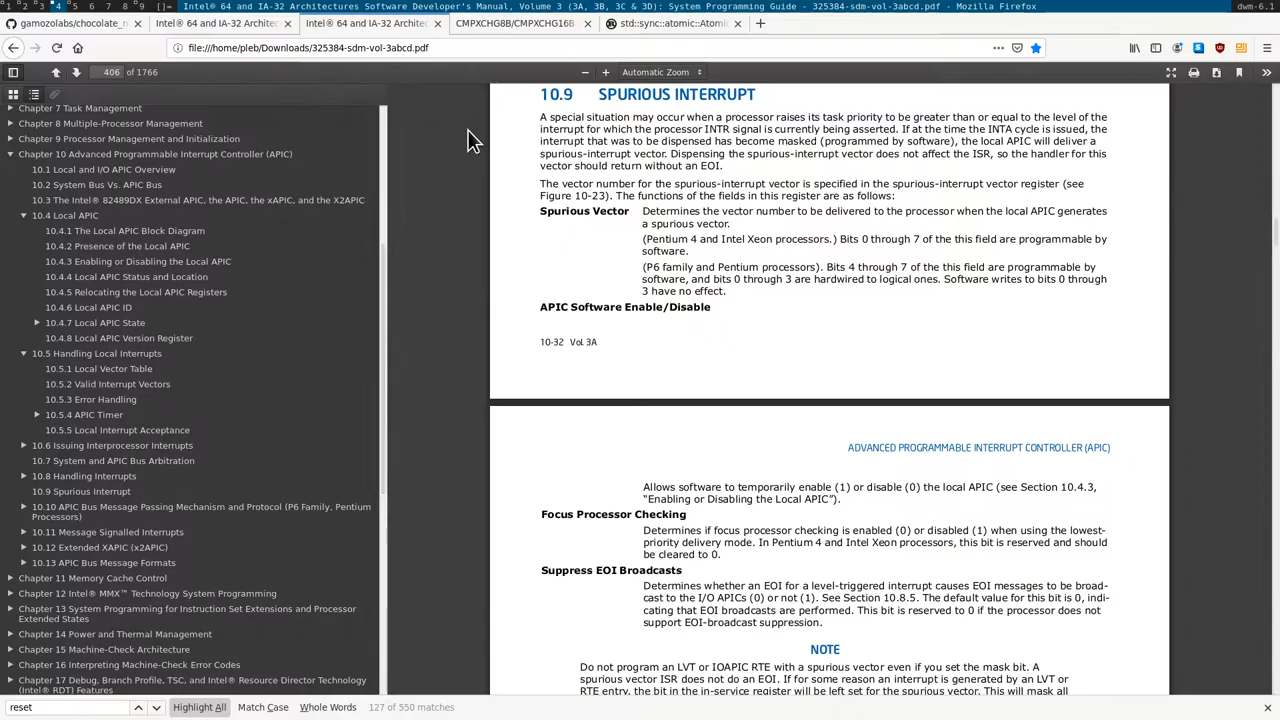 1 2 3 4 5 6 7 8 9 []= Intel® 64 and IA-32 Architectures Software Developer's Manual, Volume 3 (3A, 3B, 3C & 3D): System Programming Guide - 325384-sdm-vol-3abcd.pdf - Mozilla Firefox dwm-6.1
gamozolabs/chocolate_n × Intel® 64 and IA-32 Architec × Intel® 64 and IA-32 Architec × CMPXCHG8B/CMPXCHG16B × std::sync::atomic::Atomic × +
file:///home/pleb/Downloads/325384-sdm-vol-3abcd.pdf
406 of 1766 Automatic Zoom
Chapter 7 Task Management
Chapter 8 Multiple-Processor Management
Chapter 9 Processor Management and Initialization
Chapter 10 Advanced Programmable Interrupt Controller (APIC)
10.1 Local and I/O APIC Overview
10.2 System Bus Vs. APIC Bus
10.3 The Intel® 82489DX External APIC, the APIC, the xAPIC, and the X2APIC
10.4 Local APIC
10.4.1 The Local APIC Block Diagram
10.4.2 Presence of the Local APIC
10.4.3 Enabling or Disabling the Local APIC
10.4.4 Local APIC Status and Location
10.4.5 Relocating the Local APIC Registers
10.4.6 Local APIC ID
10.4.7 Local APIC State
10.4.8 Local APIC Version Register
10.5 Handling Local Interrupts
10.5.1 Local Vector Table
10.5.2 Valid Interrupt Vectors
10.5.3 Error Handling
10.5.4 APIC Timer
10.5.5 Local Interrupt Acceptance
10.6 Issuing Interprocessor Interrupts
10.7 System and APIC Bus Arbitration
10.8 Handling Interrupts
10.9 Spurious Interrupt
10.10 APIC Bus Message Passing Mechanism and Protocol (P6 Family, Pentium
Processors)
10.11 Message Signalled Interrupts
10.12 Extended XAPIC (x2APIC)
10.13 APIC Bus Message Formats
Chapter 11 Memory Cache Control
Chapter 12 Intel® MMX™ Technology System Programming
Chapter 13 System Programming for Instruction Set Extensions and Processor
Extended States
Chapter 14 Power and Thermal Management
Chapter 15 Machine-Check Architecture
Chapter 16 Interpreting Machine-Check Error Codes
Chapter 17 Debug, Branch Profile, TSC, and Intel® Resource Director Technology
(Intel® RDT) Features
10.9 SPURIOUS INTERRUPT
A special situation may occur when a processor raises its task priority to be greater than or equal to the level of the
interrupt for which the processor INTR signal is currently being asserted. If at the time the INTA cycle is issued, the
interrupt that was to be dispensed has become masked (programmed by software), the local APIC will deliver a
spurious-interrupt vector. Dispensing the spurious-interrupt vector does not affect the ISR, so the handler for this
vector should return without an EOI.
The vector number for the spurious-interrupt vector is specified in the spurious-interrupt vector register (see
Figure 10-23). The functions of the fields in this register are as follows:
Spurious Vector Determines the vector number to be delivered to the processor when the local APIC generates
a spurious vector.
(Pentium 4 and Intel Xeon processors.) Bits 0 through 7 of the this field are programmable by
software.
(P6 family and Pentium processors). Bits 4 through 7 of the this field are programmable by
software, and bits 0 through 3 are hardwired to logical ones. Software writes to bits 0 through
3 have no effect.
APIC Software Enable/Disable
10-32 Vol. 3A
ADVANCED PROGRAMMABLE INTERRUPT CONTROLLER (APIC)
Allows software to temporarily enable (1) or disable (0) the local APIC (see Section 10.4.3,
“Enabling or Disabling the Local APIC”).
Focus Processor Checking
Determines if focus processor checking is enabled (0) or disabled (1) when using the lowest-
priority delivery mode. In Pentium 4 and Intel Xeon processors, this bit is reserved and should
be cleared to 0.
Suppress EOI Broadcasts
Determines whether an EOI for a level-triggered interrupt causes EOI messages to be broad-
cast to the I/O APICs (0) or not (1). See Section 10.8.5. The default value for this bit is 0, indi-
cating that EOI broadcasts are performed. This bit is reserved to 0 if the processor does not
support EOI-broadcast suppression.
NOTE
Do not program an LVT or IOAPIC RTE with a spurious vector even if you set the mask bit. A
spurious vector ISR does not do an EOI. If for some reason an interrupt is generated by an LVT or
RTE entry, the bit in the in-service register will be left set for the spurious vector. This will mask all
reset Highlight All Match Case Whole Words 127 of 550 matches